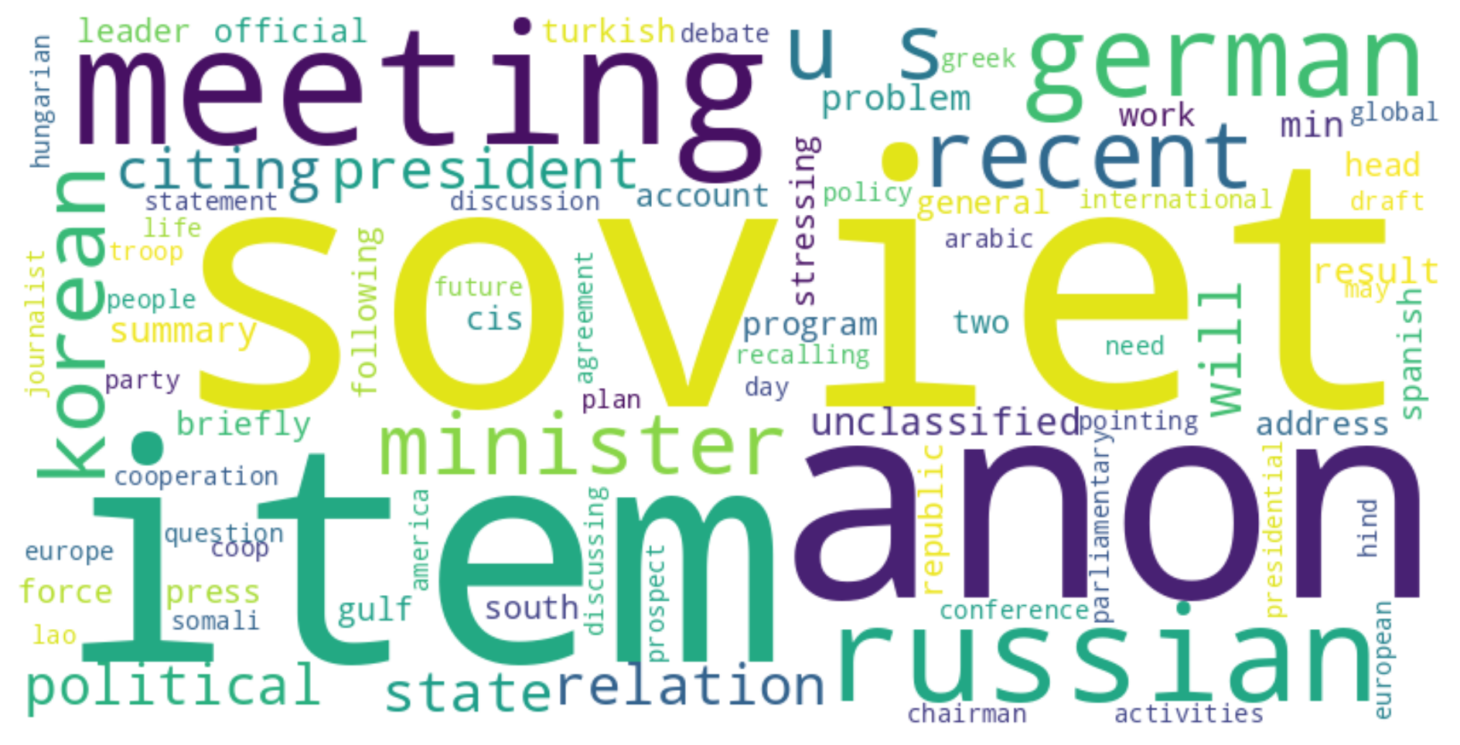 leader official turkish debate
meeting
u s
greek
german
hungarian
problem
work
min
global
citing president
recent
head
statement
discussion
account
stressing
policy
general
international
draft
korean
life
troop
following
arabic
soviet
journalist
people
future
agreement
result
may
summary
cis
program
two
will
spanish
recalling
need
party
plan
day
briefly
minister
unclassified
pointing
address
cooperation
item
anon
america
discussing
republic
parliamentary
presidential
hind
question
coop
europe
prospect
force
press
gulf
south
conference
somali
lao
russian
european
political
state
relation
chairman
activities